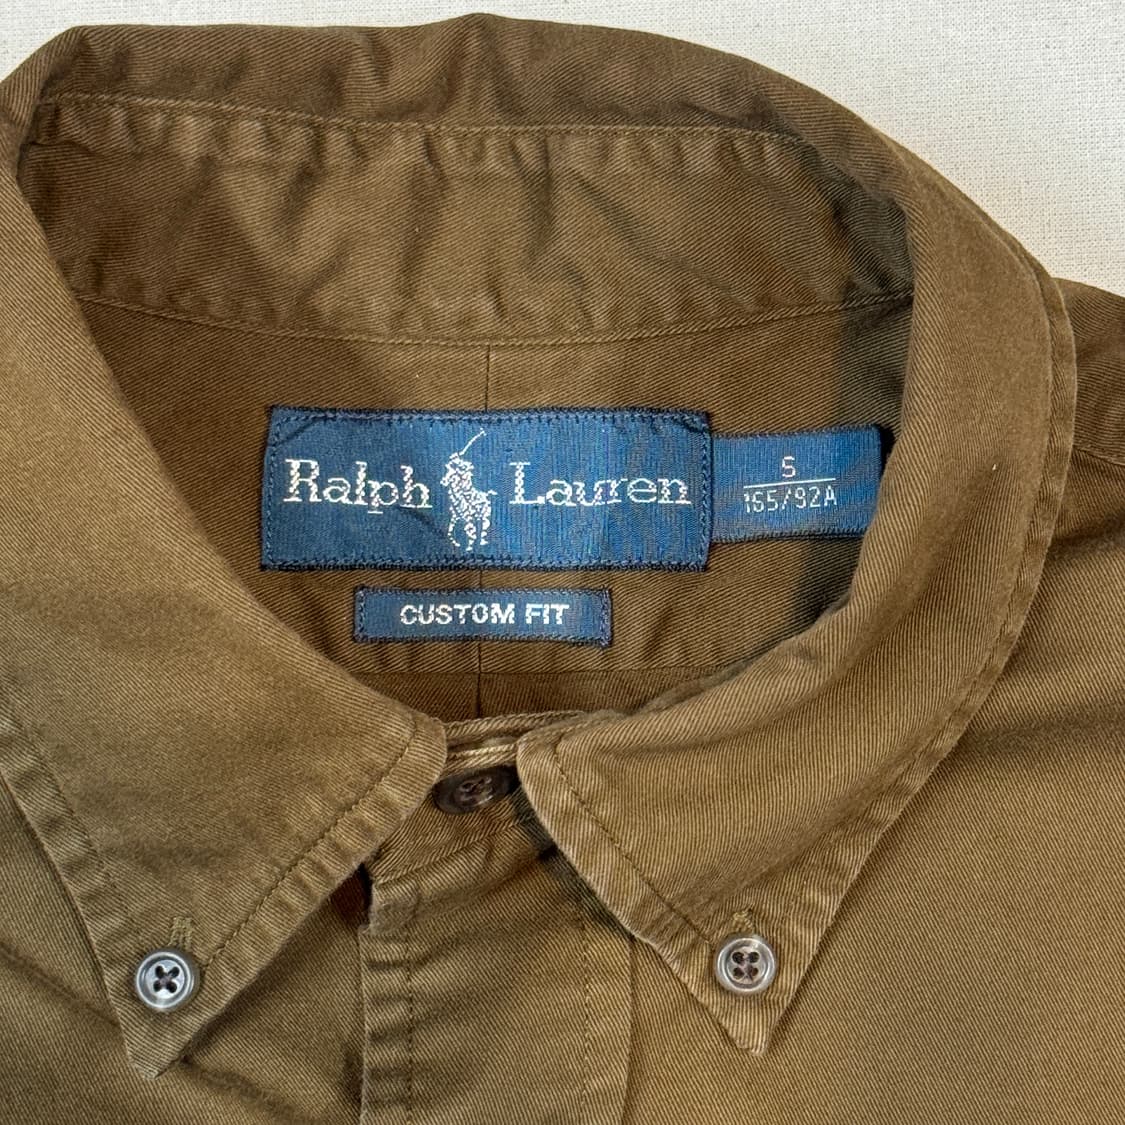 Ralph Lauren
S
165/92A
CUSTOM FIT